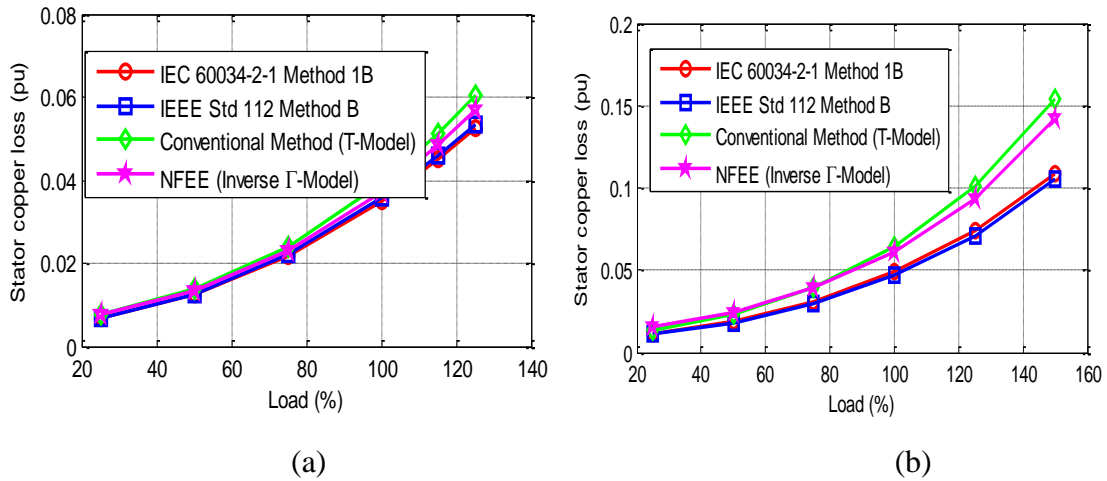 Stator copper loss (pu)
0.08
0.06
0.04
0.02
0
20 40 60 80 100 120 140
Load (%)
IEC 60034-2-1 Method 1B
IEEE Std 112 Method B
Conventional Method (T-Model)
NFEE (Inverse Γ-Model)
(a)
Stator copper loss (pu)
0.2
0.15
0.1
0.05
0
20 40 60 80 100 120 140 160
Load (%)
IEC 60034-2-1 Method 1B
IEEE Std 112 Method B
Conventional Method (T-Model)
NFEE (Inverse Γ-Model)
(b)